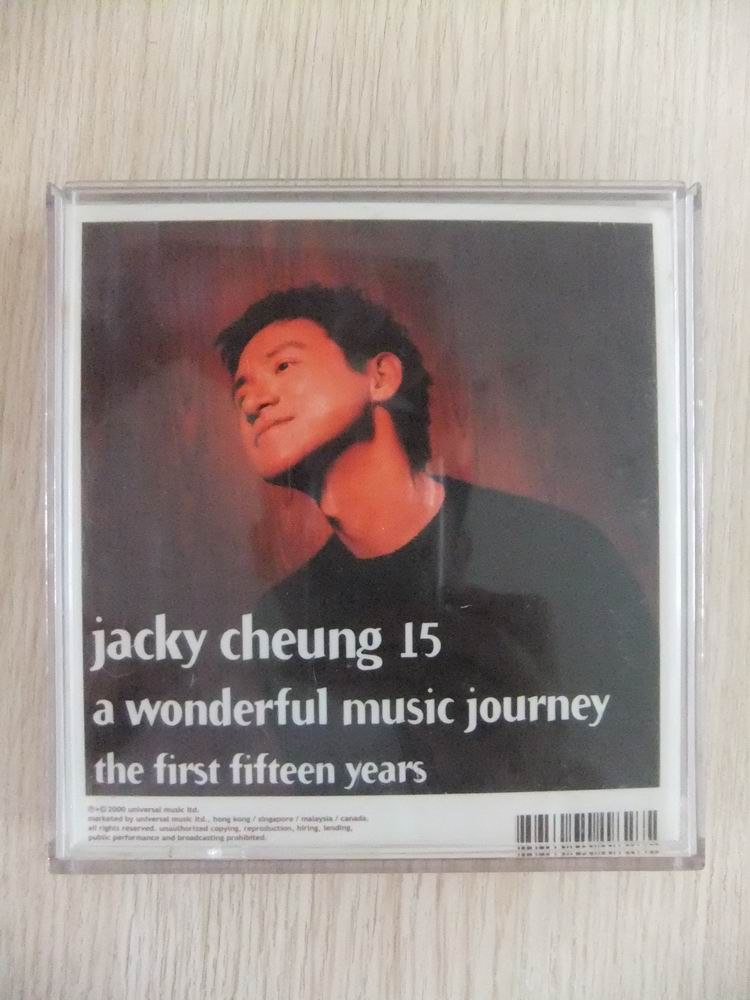 jacky cheung 15
a wonderful music journey
the first fifteen years
℗+© 2000 universal music ltd.
marketed by universal music ltd., hong kong / singapore / malaysia / canada.
all rights reserved. unauthorized copying, reproduction, hiring, lending,
public performance and broadcasting prohibited.